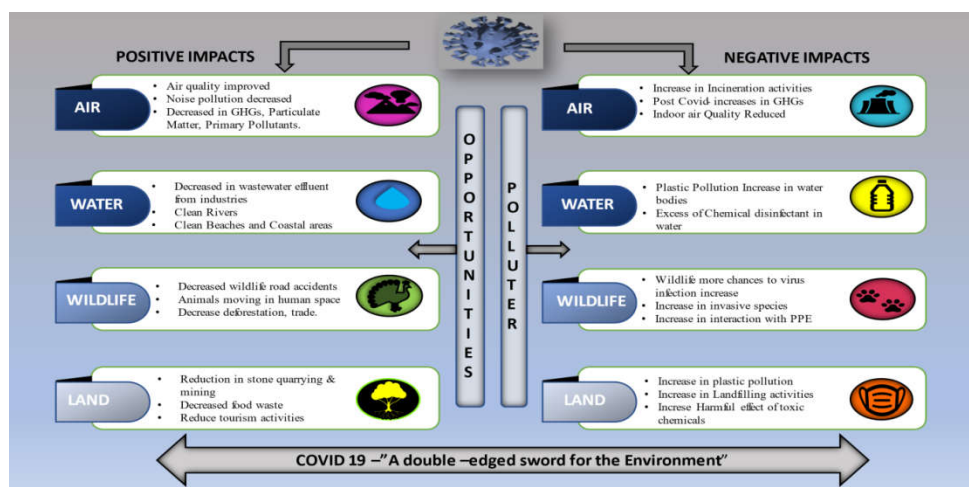 POSITIVE IMPACTS
AIR
• Air quality improved
• Noise pollution decreased
• Decreased in GHGs, Particulate
Matter, Primary Pollutants.
WATER
• Decreased in wastewater effluent
from industries
• Clean Rivers
• Clean Beaches and Coastal areas
WILDLIFE
• Decreased wildlife road accidents
• Animals moving in human space
• Decrease deforestation, trade.
LAND
• Reduction in stone quarrying &
mining
• Decreased food waste
• Reduce tourism activities
OPPORTUNITIES
POLLUTER
NEGATIVE IMPACTS
AIR
• Increase in Incineration activities
• Post Covid- increases in GHGs
• Indoor air Quality Reduced
WATER
• Plastic Pollution Increase in water
bodies
• Excess of Chemical disinfectant in
water
WILDLIFE
• Wildlife more chances to virus
infection increase
• Increase in invasive species
• Increase in interaction with PPE
LAND
• Increase in plastic pollution
• Increase in Landfilling activities
• Increse Harmful effect of toxic
chemicals
COVID 19 –”A double –edged sword for the Environment”